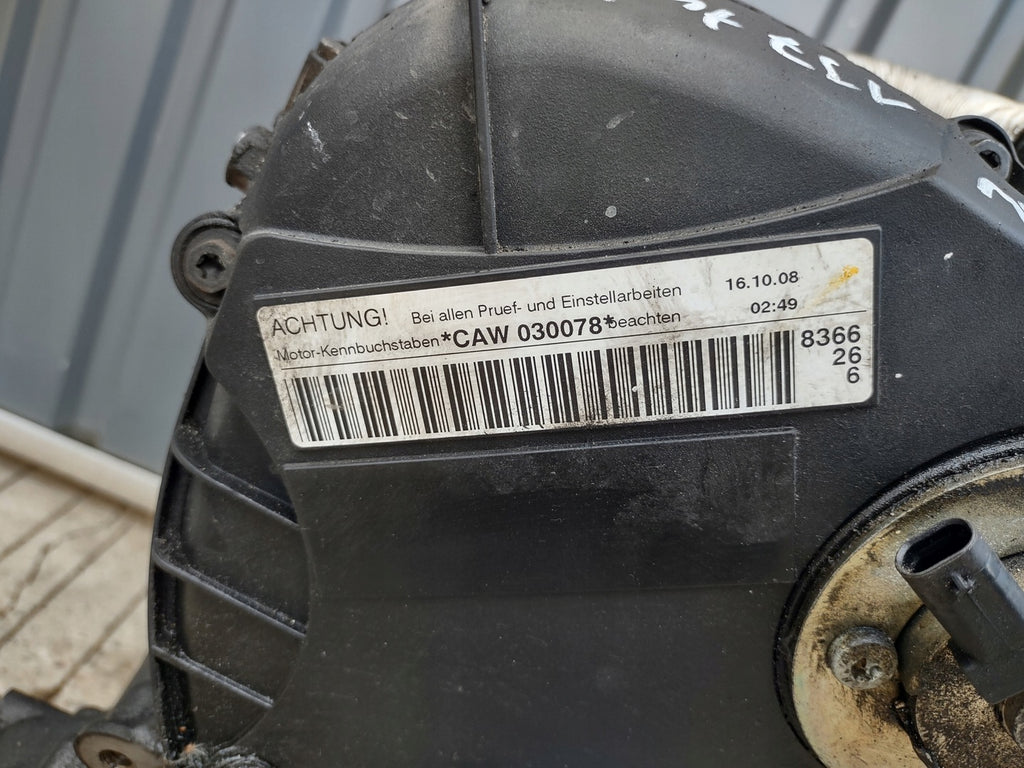 ACHTUNG! Bei allen Pruef- und Einstellarbeiten 16.10.08
Motor-Kennbuchstaben *CAW 030078* beachten 02:49
8366
26
6